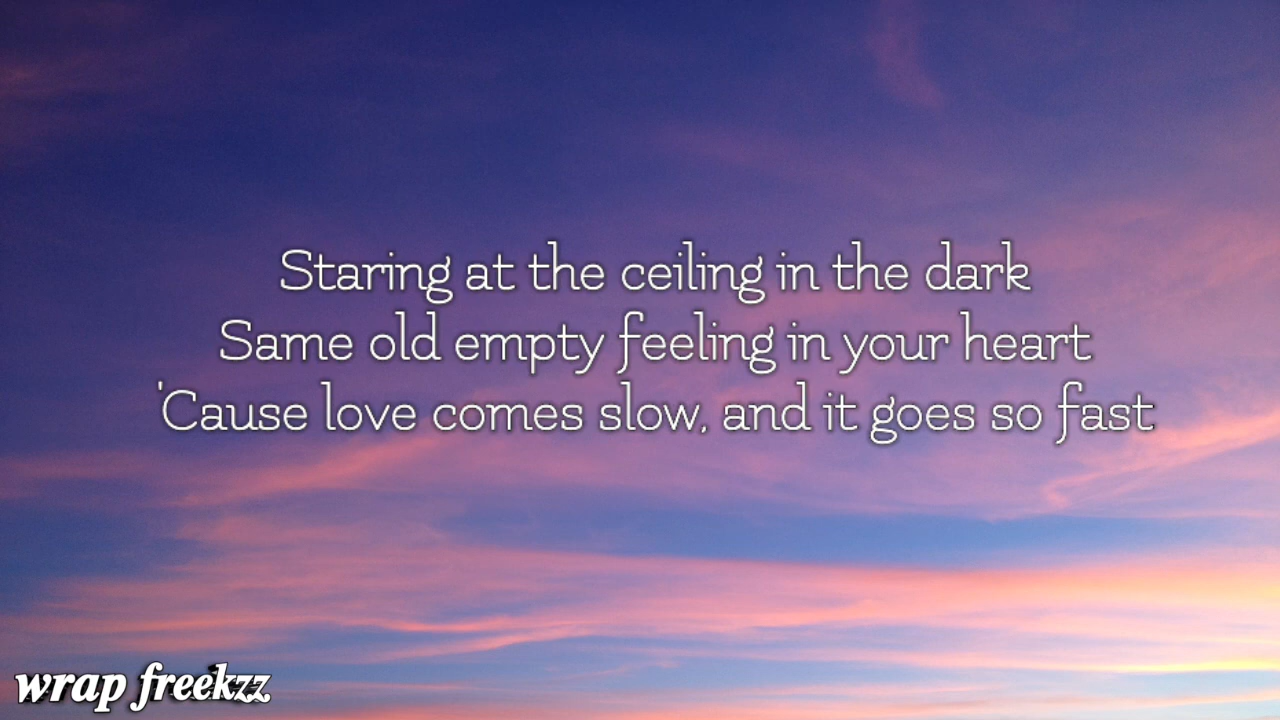 Staring at the ceiling in the dark
Same old empty feeling in your heart
'Cause love comes slow, and it goes so fast
wrap freekzz